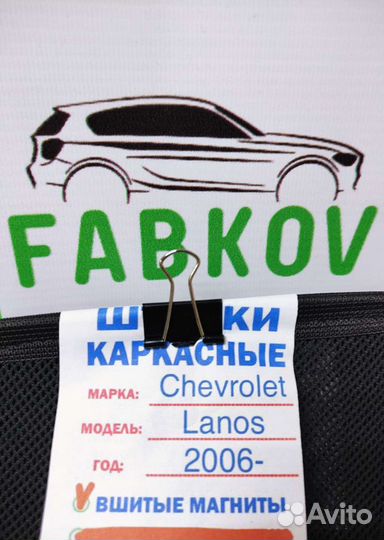 FABKOV
КАРКАСНЫЕ
МАРКА: Chevrolet
МОДЕЛЬ: Lanos
ГОД: 2006-
ВШИТЫЕ МАГНИТЫ
Avito